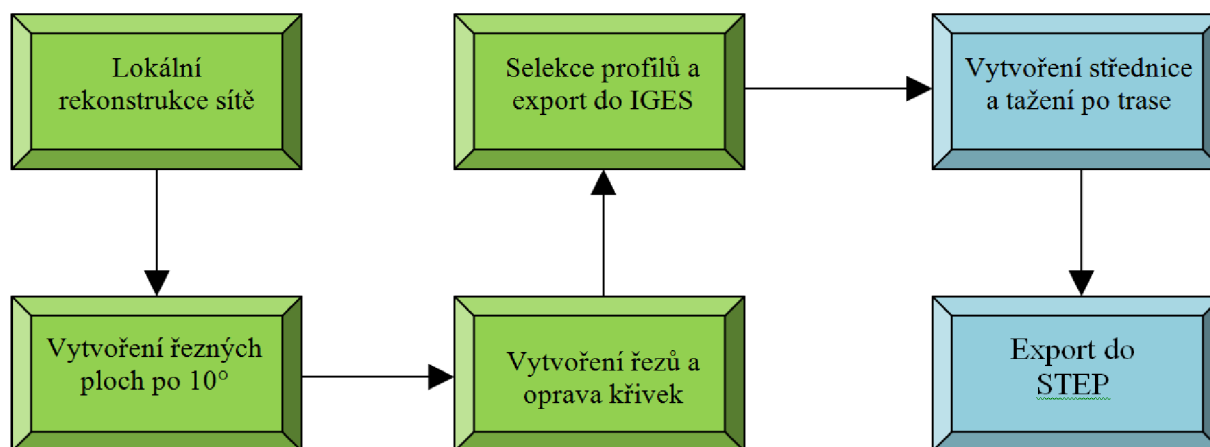 Lokální
rekonstrukce sítě
Vytvoření řezných
ploch po 10°
Vytvoření řezů a
oprava křivek
Selekce profilů a
export do IGES
Vytvoření střednice
a tažení po trase
Export do
STEP